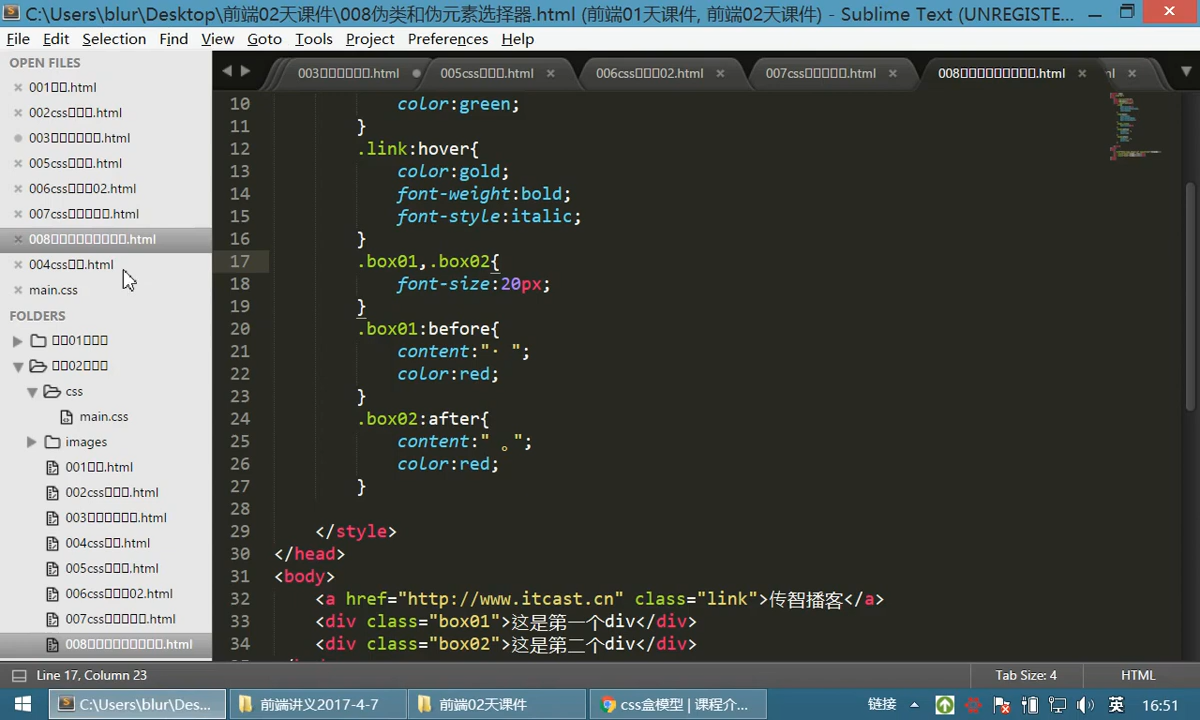 C:\Users\blur\Desktop\前端02天课件\008伪类和伪元素选择器.html (前端01天课件, 前端02天课件) - Sublime Text (UNREGISTE...
File Edit Selection Find View Goto Tools Project Preferences Help
OPEN FILES
001□□.html
002css□□□.html
003□□□□□□.html
005css□□□.html
006css□□□02.html
007css□□□□□.html
008□□□□□□□□□□.html
004css□□.html
main.css
FOLDERS
□□01□□□
□□02□□□
css
main.css
images
001□□.html
002css□□□.html
003□□□□□□.html
004css□□.html
005css□□□.html
006css□□□02.html
007css□□□□□.html
008□□□□□□□□□□.html
003□□□□□□.html
005css□□□.html
006css□□□02.html
007css□□□□□.html
008□□□□□□□□□□.html
10 color:green;
11 }
12 .link:hover{
13 color:gold;
14 font-weight:bold;
15 font-style:italic;
16 }
17 .box01,.box02{
18 font-size:20px;
19 }
20 .box01:before{
21 content:"· ";
22 color:red;
23 }
24 .box02:after{
25 content:" 。";
26 color:red;
27 }
28
29 </style>
30 </head>
31 <body>
32 <a href="http://www.itcast.cn" class="link">传智播客</a>
33 <div class="box01">这是第一个div</div>
34 <div class="box02">这是第二个div</div>
Line 17, Column 23
Tab Size: 4
HTML
C:\Users\blur\Des...
前端讲义2017-4-7
前端02天课件
css盒模型 | 课程介...
链接
英
16:51